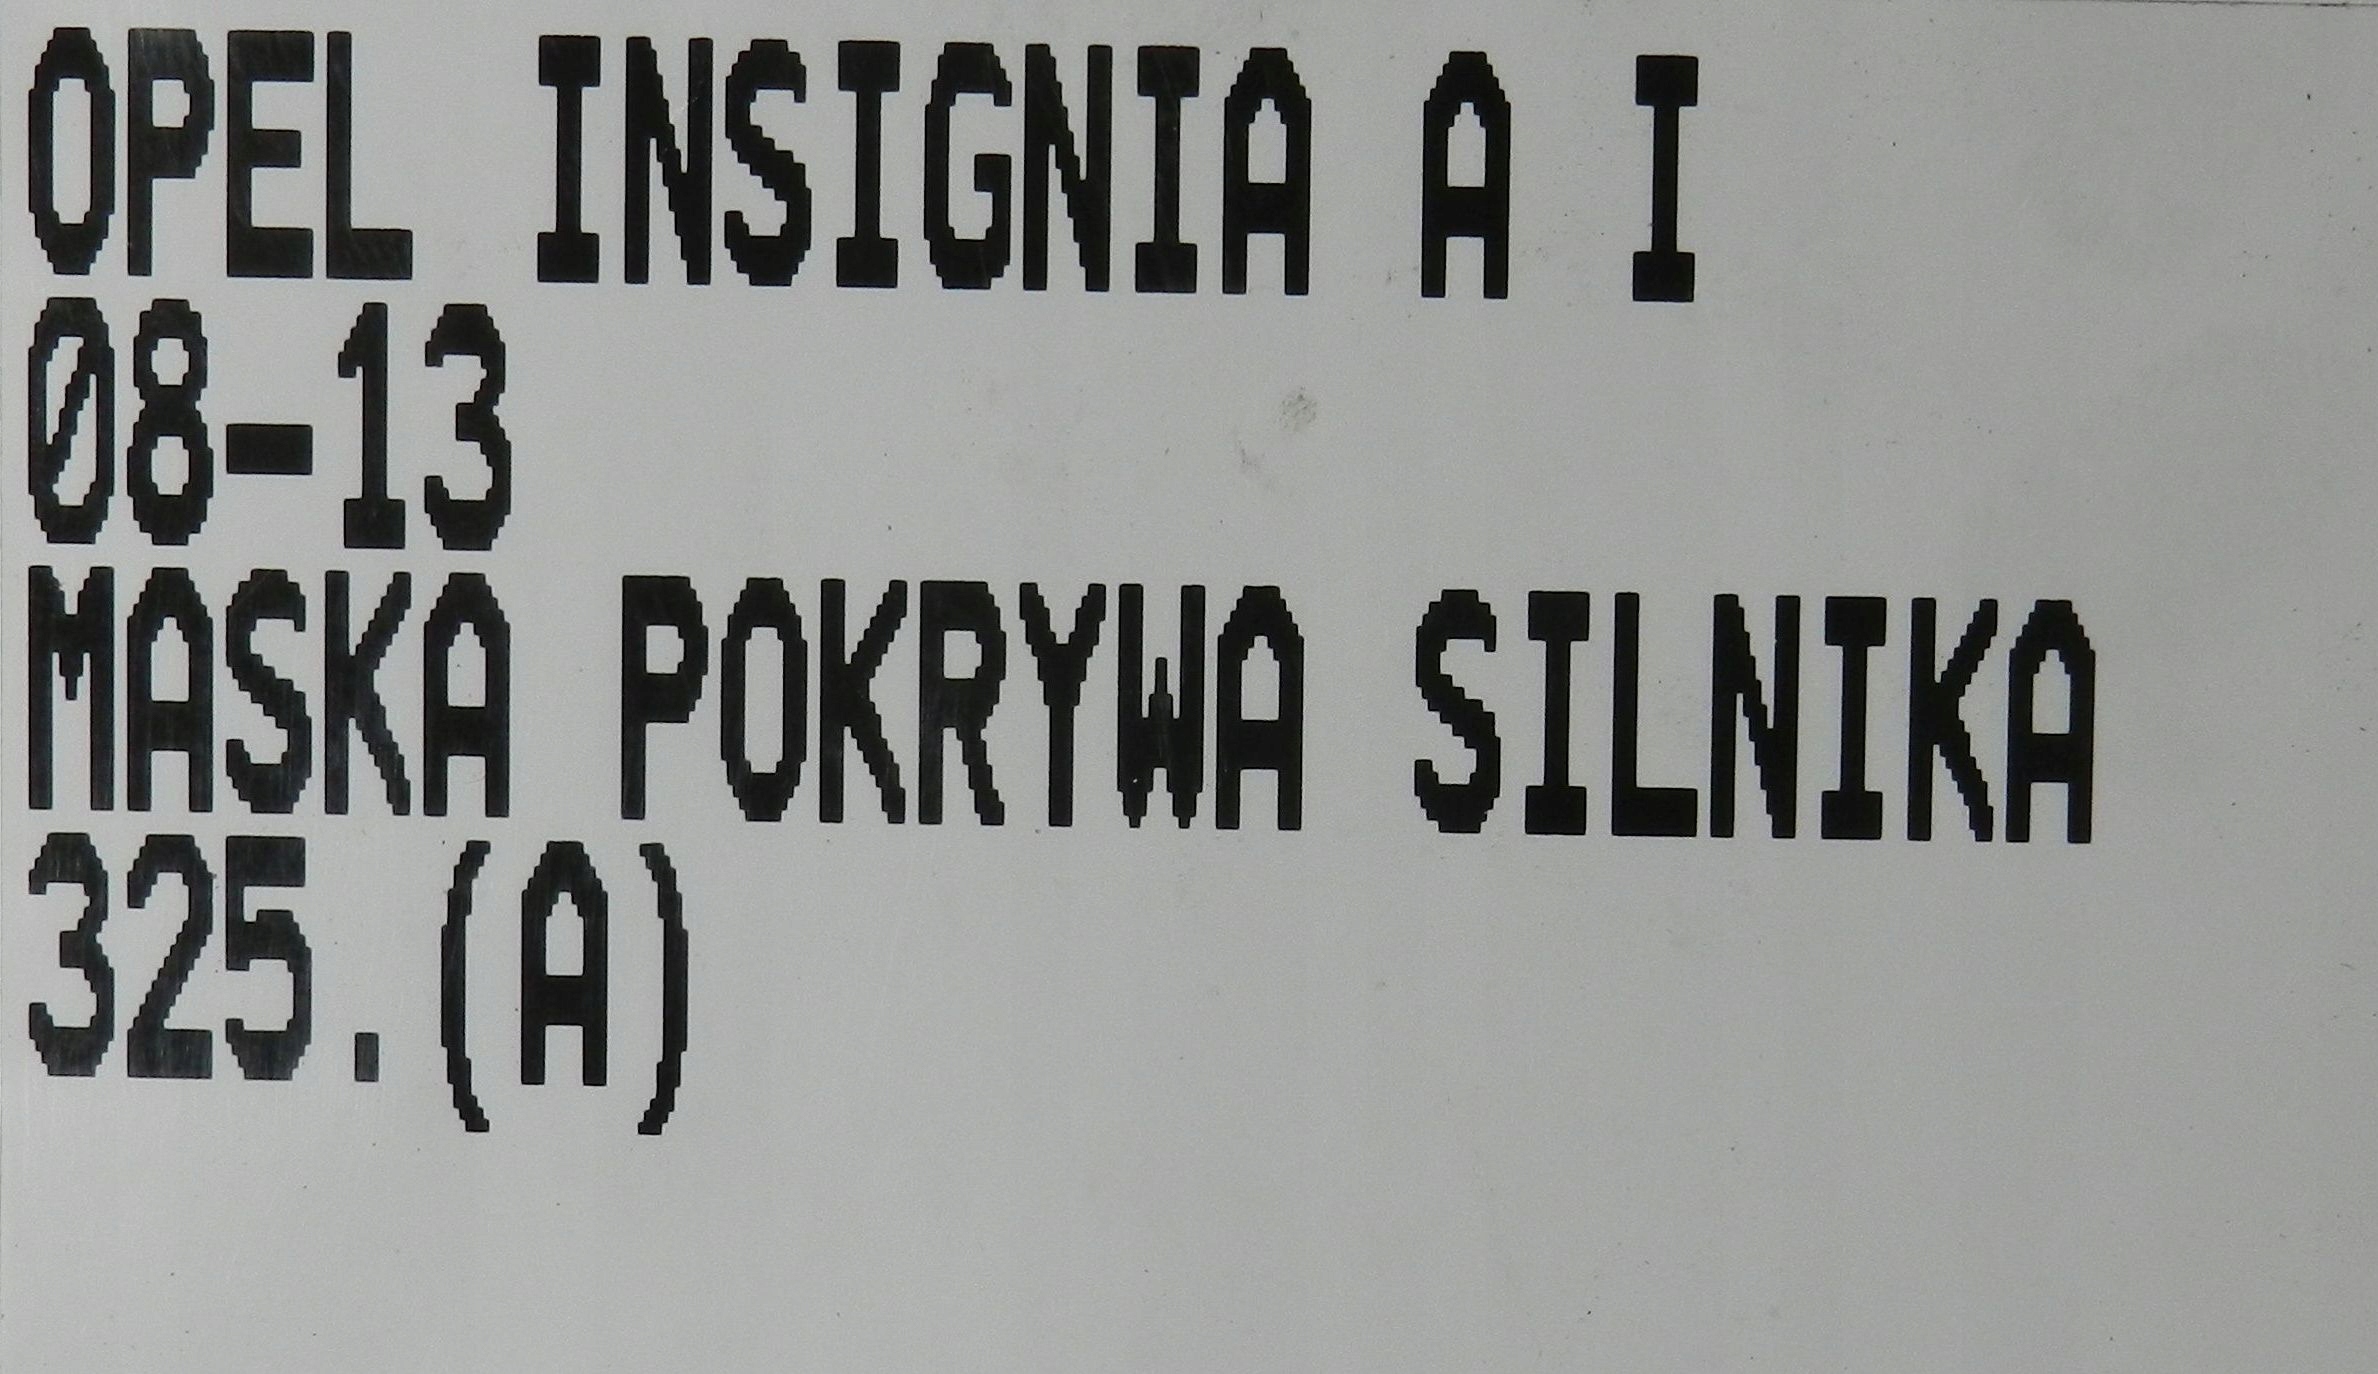 OPEL INSIGNIA A I
08-13
MASKA POKRYWA SILNIKA
325.(A)